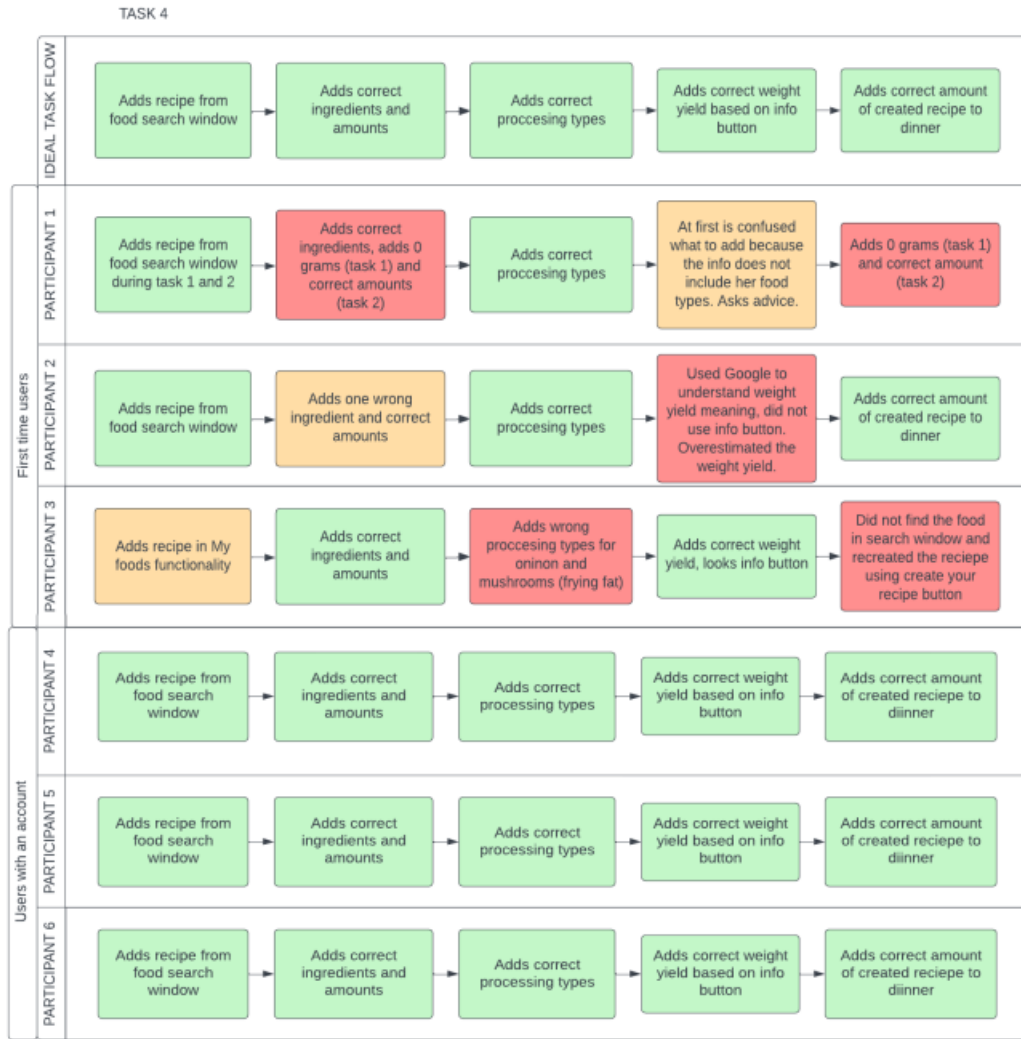 TASK 4
IDEAL TASK FLOW
Adds recipe from
food search window
Adds correct
ingredients and
amounts
Adds correct
proccesing types
Adds correct weight
yield based on info
button
Adds correct amount
of created recipe to
dinner
First time users
PARTICIPANT 1
Adds recipe from
food search window
during task 1 and 2
Adds correct
ingredients, adds 0
grams (task 1) and
correct amounts
(task 2)
Adds correct
proccesing types
At first is confused
what to add because
the info does not
include her food
types. Asks advice.
Adds 0 grams (task 1)
and correct amount
(task 2)
PARTICIPANT 2
Adds recipe from
food search window
Adds one wrong
ingredient and correct
amounts
Adds correct
proccesing types
Used Google to
understand weight
yield meaning, did not
use info button.
Overestimated the
weight yield.
Adds correct amount
of created recipe to
dinner
PARTICIPANT 3
Adds recipe in My
foods functionality
Adds correct
ingredients and
amounts
Adds wrong
proccesing types for
oninon and
mushrooms (frying fat)
Adds correct weight
yield, looks info button
Did not find the food
in search window and
recreated the reciepe
using create your
recipe button
Users with an account
PARTICIPANT 4
Adds recipe from
food search
window
Adds correct
ingredients and
amounts
Adds correct
processing types
Adds correct weight
yield based on info
button
Adds correct amount
of created reciepe to
diinner
PARTICIPANT 5
Adds recipe from
food search
window
Adds correct
ingredients and
amounts
Adds correct
processing types
Adds correct weight
yield based on info
button
Adds correct amount
of created reciepe to
diinner
PARTICIPANT 6
Adds recipe from
food search
window
Adds correct
ingredients and
amounts
Adds correct
processing types
Adds correct weight
yield based on info
button
Adds correct amount
of created reciepe to
diinner